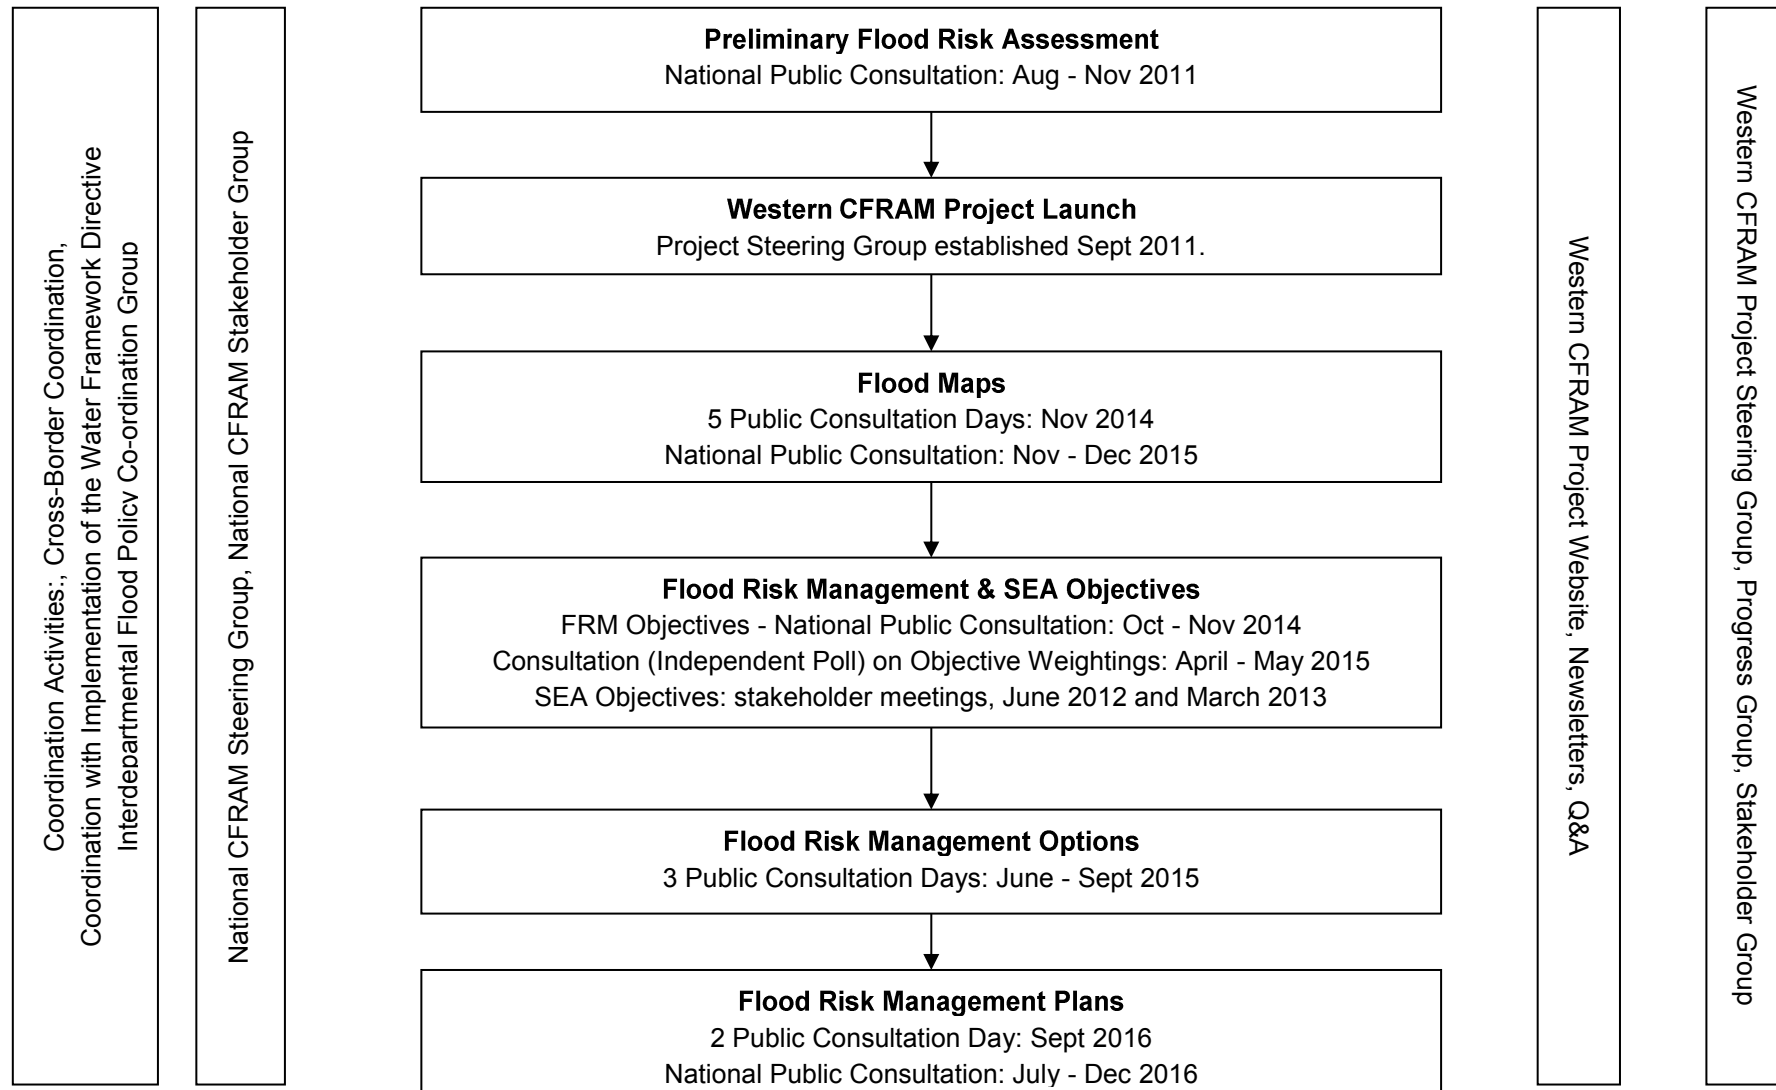 Coordination Activities:, Cross-Border Coordination,
Coordination with Implementation of the Water Framework Directive
Interdepartmental Flood Policy Co-ordination Group
National CFRAM Steering Group, National CFRAM Stakeholder Group
Preliminary Flood Risk Assessment
National Public Consultation: Aug - Nov 2011
Western CFRAM Project Launch
Project Steering Group established Sept 2011.
Flood Maps
5 Public Consultation Days: Nov 2014
National Public Consultation: Nov - Dec 2015
Flood Risk Management & SEA Objectives
FRM Objectives - National Public Consultation: Oct - Nov 2014
Consultation (Independent Poll) on Objective Weightings: April - May 2015
SEA Objectives: stakeholder meetings, June 2012 and March 2013
Flood Risk Management Options
3 Public Consultation Days: June - Sept 2015
Flood Risk Management Plans
2 Public Consultation Day: Sept 2016
National Public Consultation: July - Dec 2016
Western CFRAM Project Website, Newsletters, Q&A
Western CFRAM Project Steering Group, Progress Group, Stakeholder Group